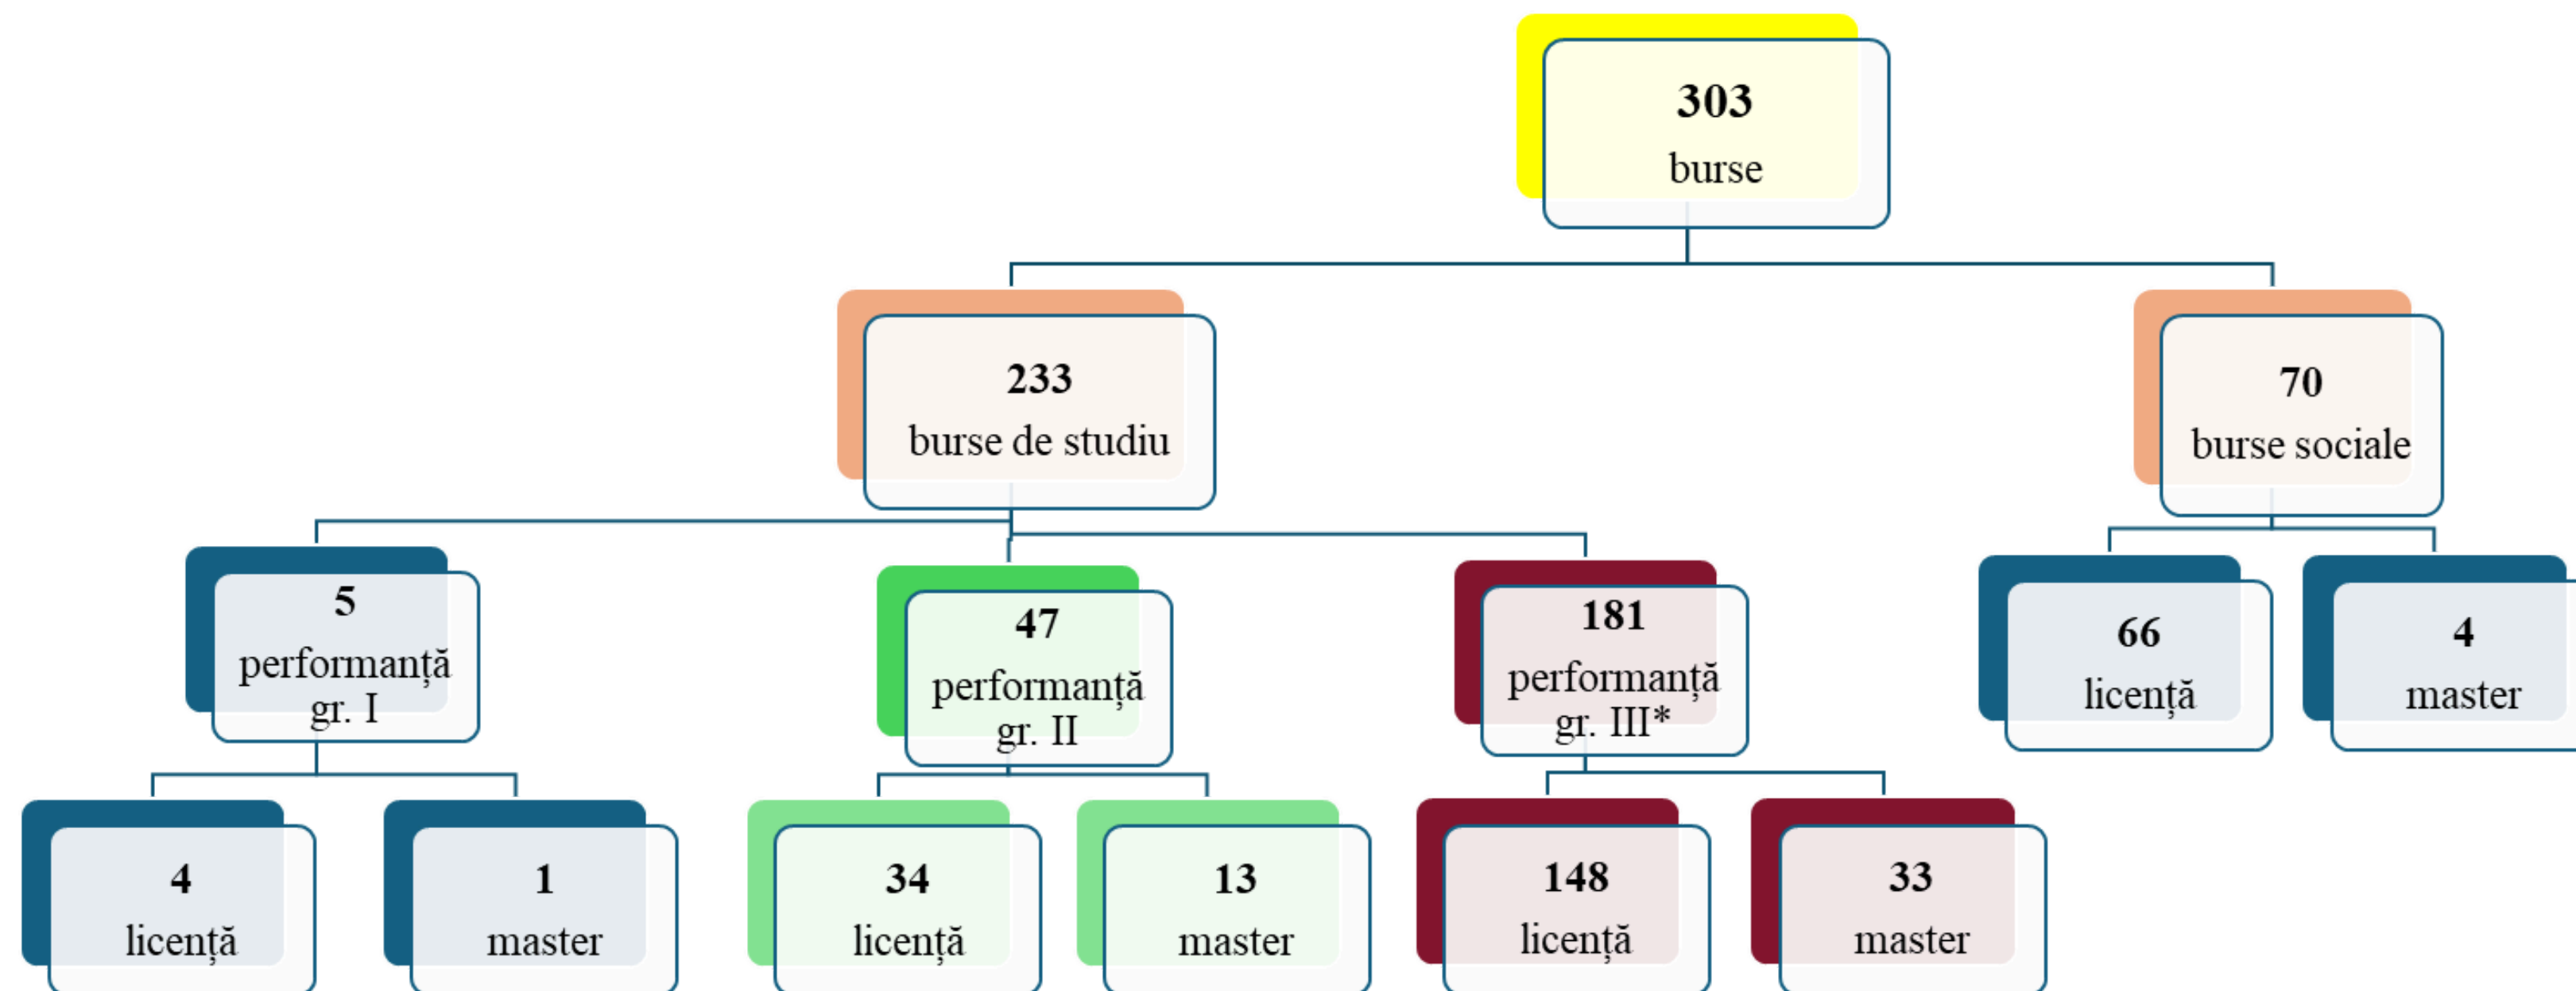 303
burse
233
burse de studiu
70
burse sociale
5
performanță
gr. I
47
performanță
gr. II
181
performanță
gr. III*
66
licență
4
master
4
licență
1
master
34
licență
13
master
148
licență
33
master